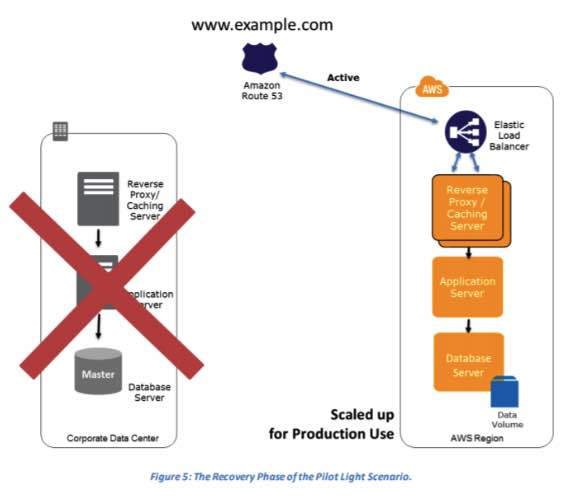 www.example.com
Amazon
Route 53
Active
AWS
Elastic
Load
Balancer
Reverse
Proxy/
Caching
Server
Reverse
Proxy /
Caching
Server
pplication
erver
Application
Server
Master
Database
Server
Database
Server
Data
Volume
Scaled up
for Production Use
Corporate Data Center
AWS Region
Figure 5: The Recovery Phase of the Pilot Light Scenario.